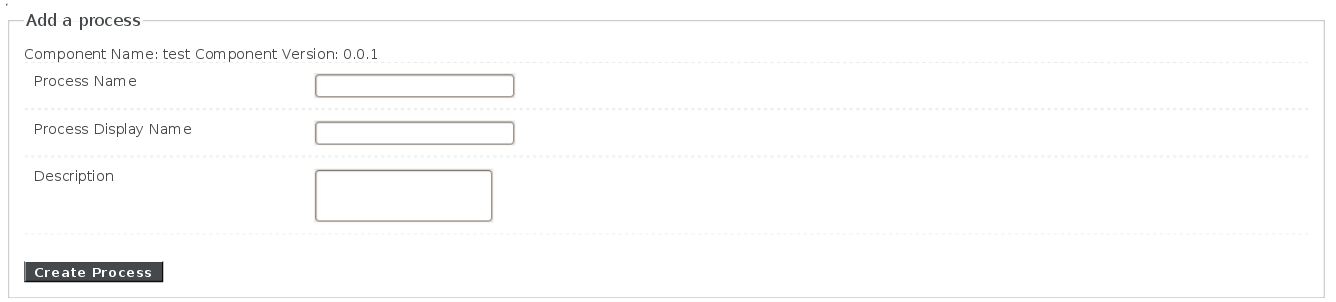 Add a process
Component Name: test Component Version: 0.0.1
Process Name
Process Display Name
Description
Create Process